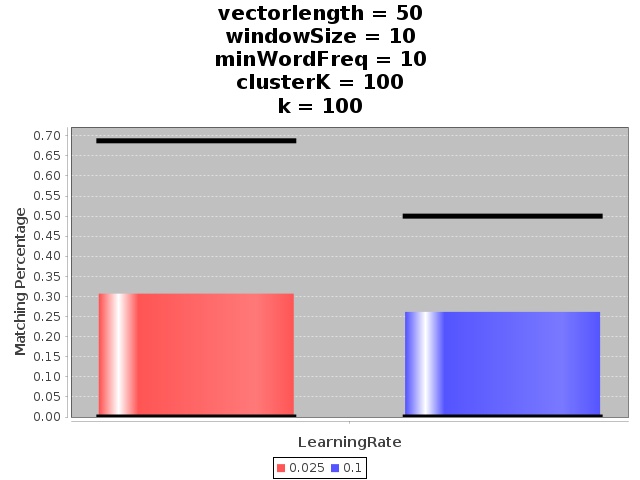 vectorlength = 50
windowSize = 10
minWordFreq = 10
clusterK = 100
k = 100
0.70
0.65
0.60
0.55
0.50
0.45
0.40
0.35
0.30
0.25
0.20
0.15
0.10
0.05
0.00
Matching Percentage
LearningRate
0.025 0.1